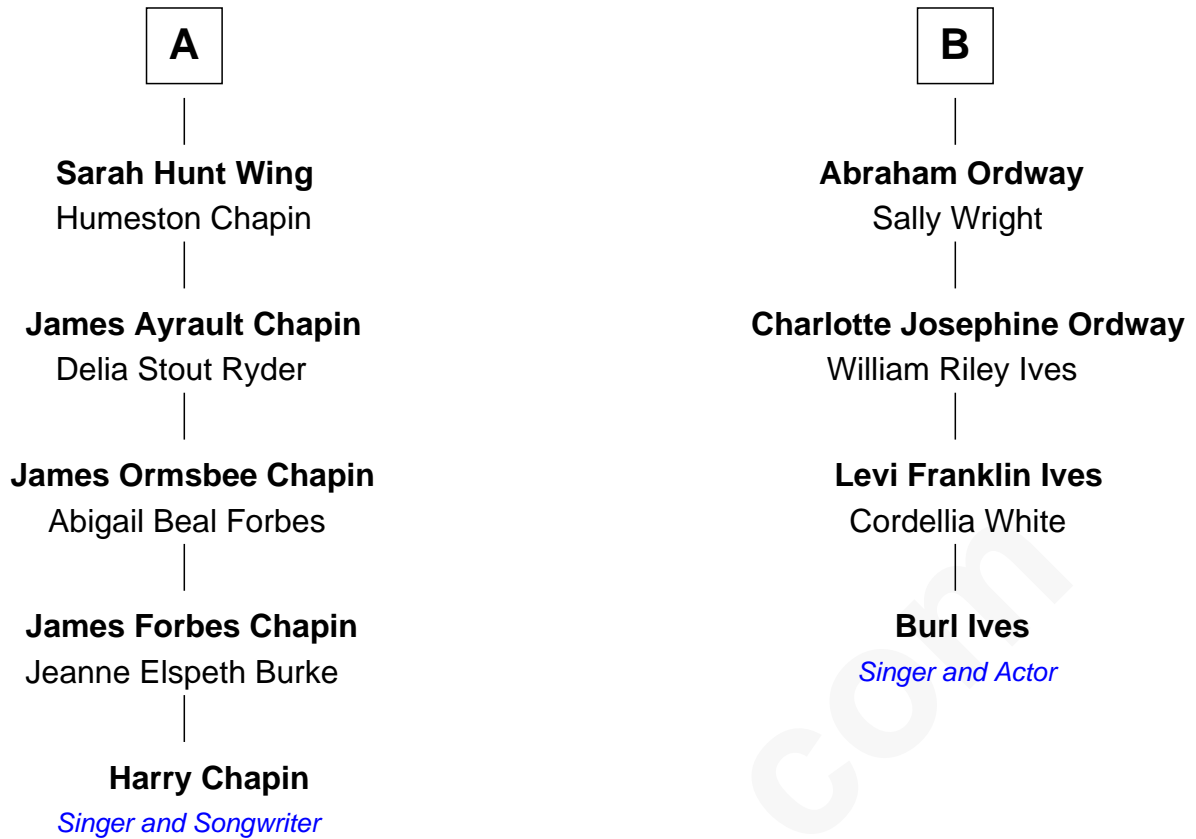 A
Sarah Hunt Wing
Humeston Chapin
James Ayrault Chapin
Delia Stout Ryder
James Ormsbee Chapin
Abigail Beal Forbes
James Forbes Chapin
Jeanne Elspeth Burke
Harry Chapin
Singer and Songwriter
B
Abraham Ordway
Sally Wright
Charlotte Josephine Ordway
William Riley Ives
Levi Franklin Ives
Cordellia White
Burl Ives
Singer and Actor
com